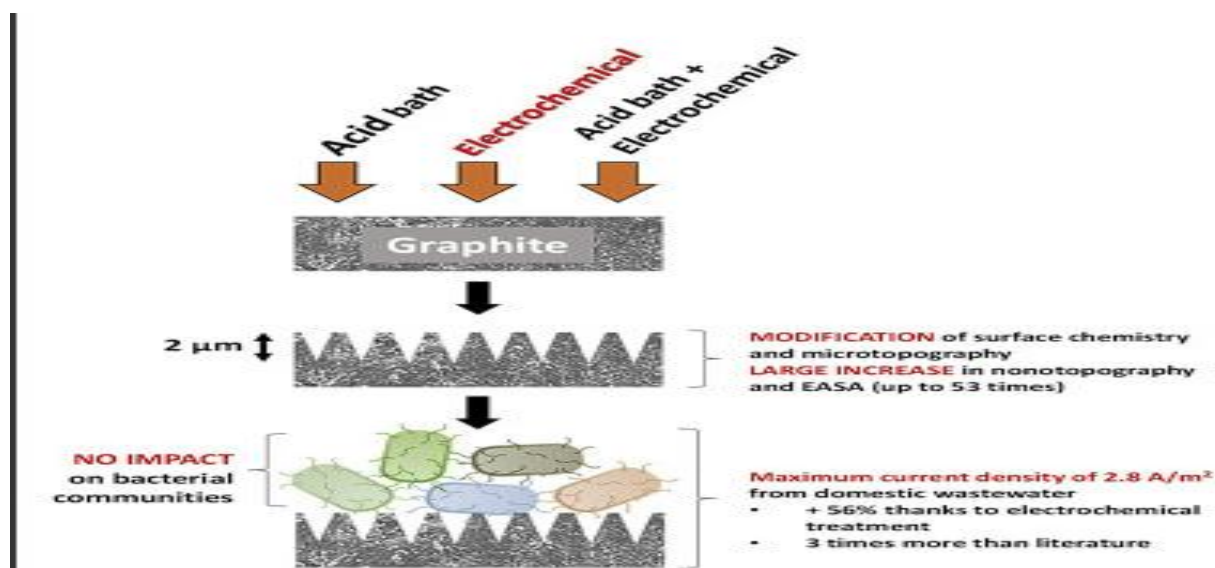 Acid bath
Electrochemical
Acid bath +
Electrochemical
Graphite
2 μm
MODIFICATION of surface chemistry
and microtopography
LARGE INCREASE in nonotopography
and EASA (up to 53 times)
NO IMPACT
on bacterial
communities
Maximum current density of 2.8 A/m²
from domestic wastewater
• + 56% thanks to electrochemical
treatment
• 3 times more than literature